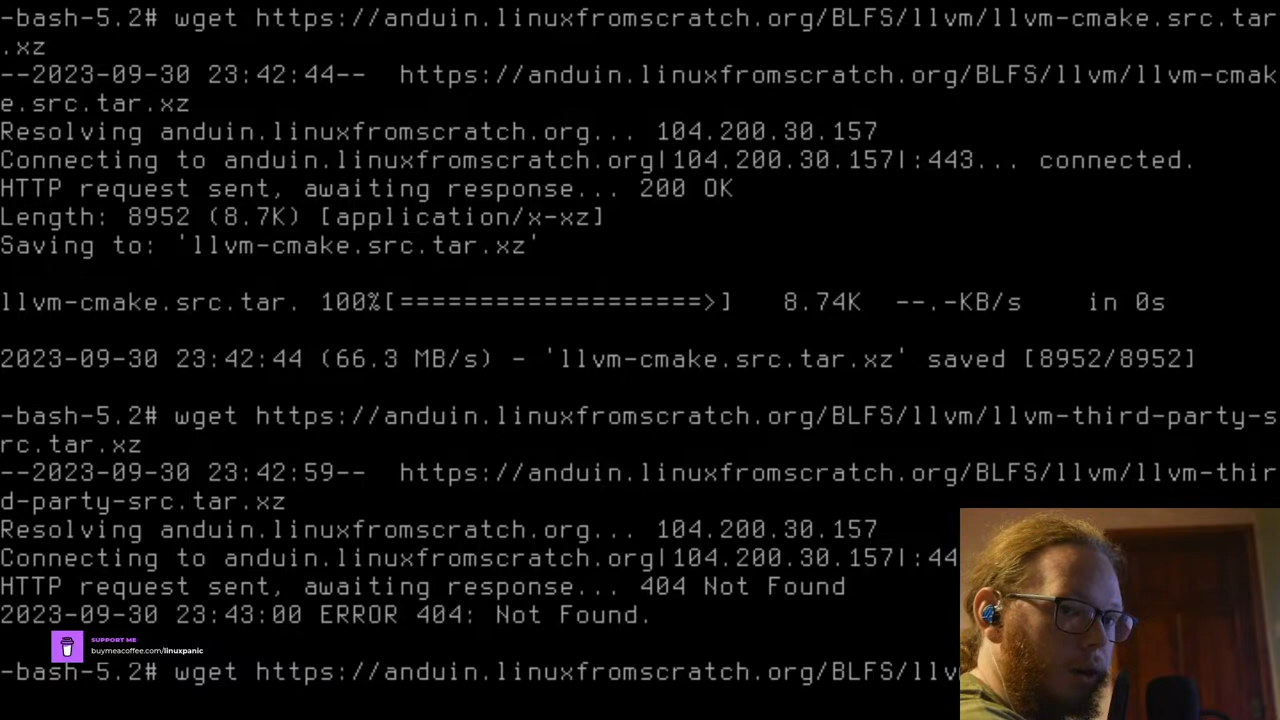 -bash-5.2# wget https://anduin.linuxfromscratch.org/BLFS/llvm/llvm-cmake.src.tar
.xz
--2023-09-30 23:42:44--  https://anduin.linuxfromscratch.org/BLFS/llvm/llvm-cmak
e.src.tar.xz
Resolving anduin.linuxfromscratch.org... 104.200.30.157
Connecting to anduin.linuxfromscratch.org|104.200.30.157|:443... connected.
HTTP request sent, awaiting response... 200 OK
Length: 8952 (8.7K) [application/x-xz]
Saving to: 'llvm-cmake.src.tar.xz'
llvm-cmake.src.tar. 100%[===================>]   8.74K  --.-KB/s    in 0s
2023-09-30 23:42:44 (66.3 MB/s) - 'llvm-cmake.src.tar.xz' saved [8952/8952]
-bash-5.2# wget https://anduin.linuxfromscratch.org/BLFS/llvm/llvm-third-party-s
rc.tar.xz
--2023-09-30 23:42:59--  https://anduin.linuxfromscratch.org/BLFS/llvm/llvm-thir
d-party-src.tar.xz
Resolving anduin.linuxfromscratch.org... 104.200.30.157
Connecting to anduin.linuxfromscratch.org|104.200.30.157|:44
HTTP request sent, awaiting response... 404 Not Found
2023-09-30 23:43:00 ERROR 404: Not Found.
SUPPORT ME
buymeacoffee.com/linuxpanic
-bash-5.2# wget https://anduin.linuxfromscratch.org/BLFS/llv